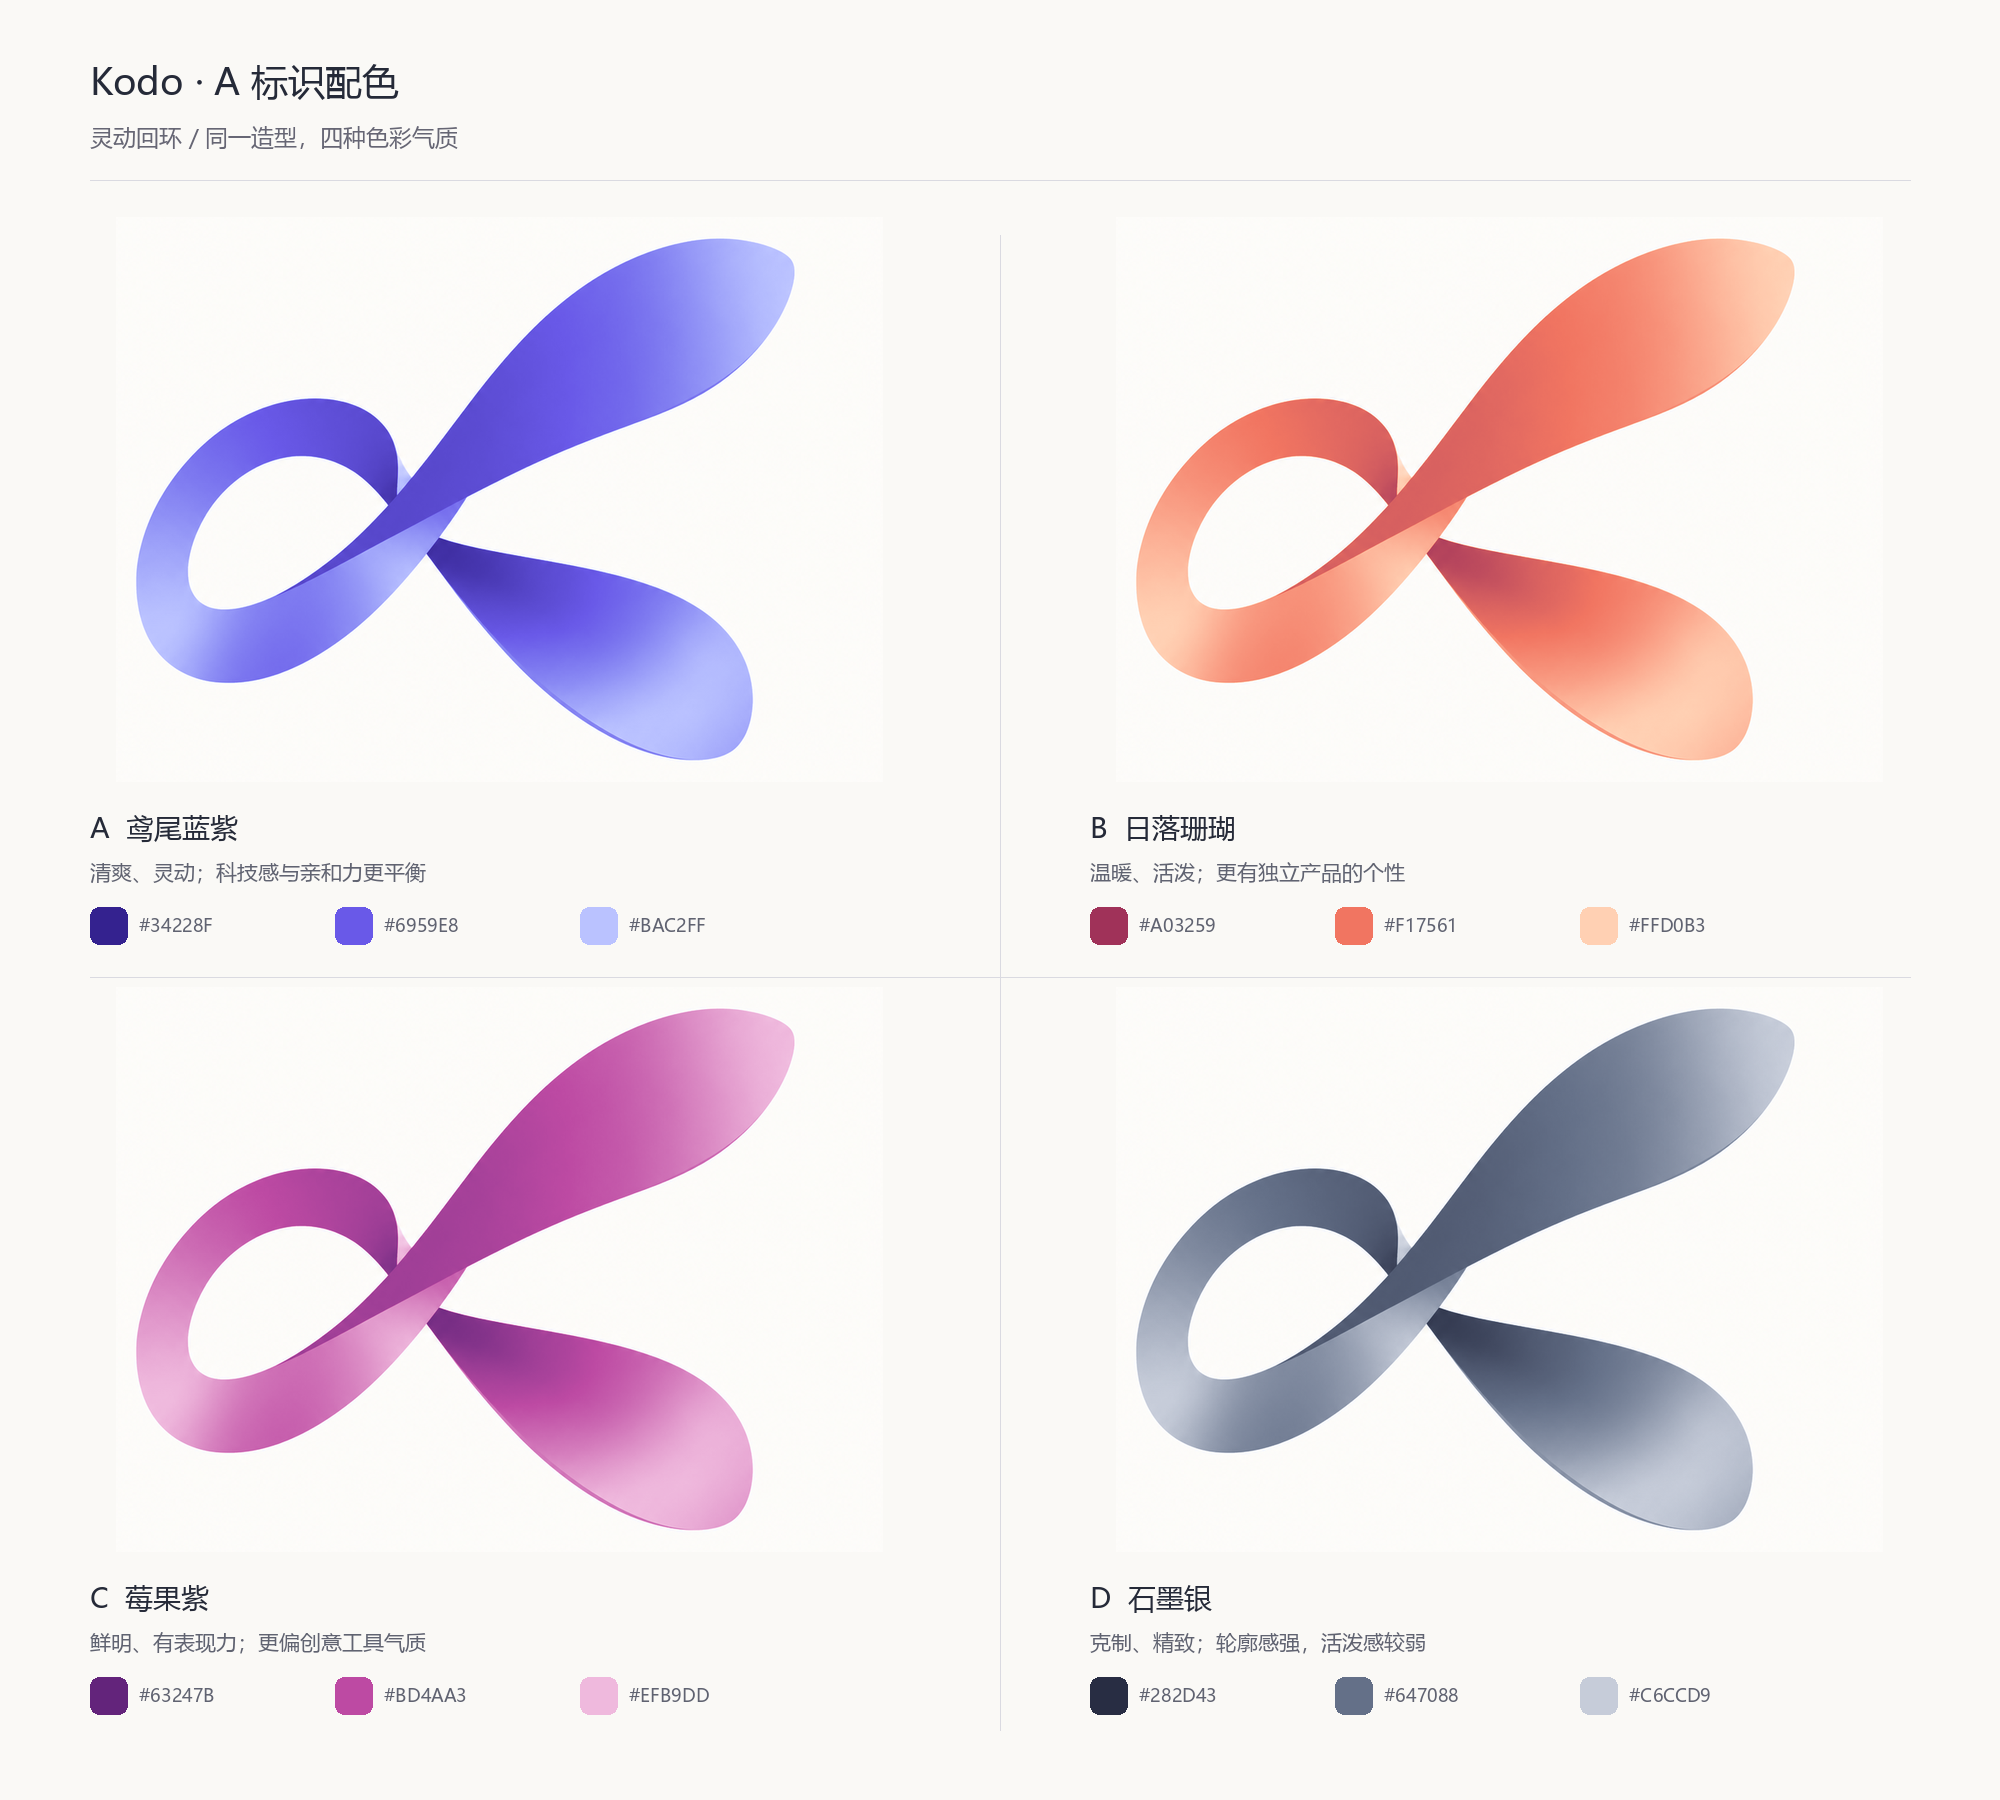 Kodo · A 标识配色
灵动回环 / 同一造型，四种色彩气质
A 鸢尾蓝紫
清爽、灵动；科技感与亲和力更平衡
#34228F #6959E8 #BAC2FF
B 日落珊瑚
温暖、活泼；更有独立产品的个性
#A03259 #F17561 #FFD0B3
C 莓果紫
鲜明、有表现力；更偏创意工具气质
#63247B #BD4AA3 #EFB9DD
D 石墨银
克制、精致；轮廓感强，活泼感较弱
#282D43 #647088 #C6CCD9